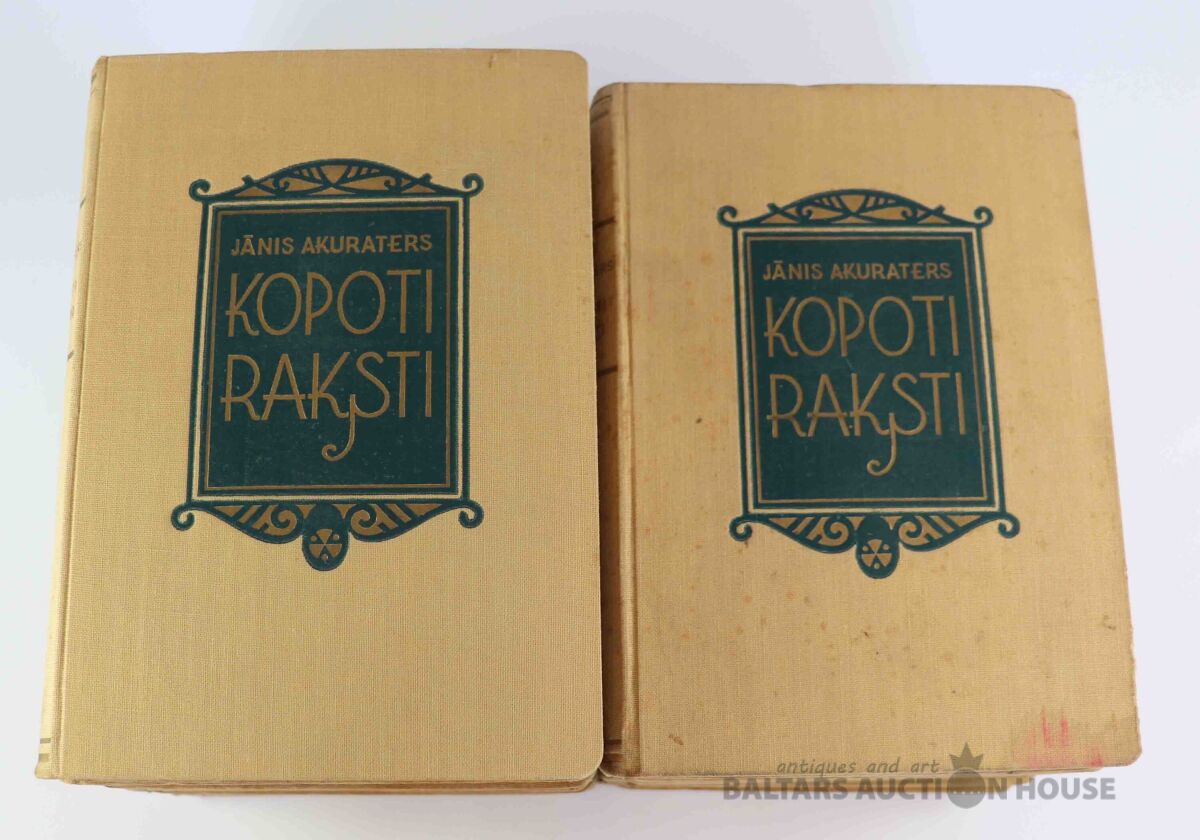 JĀNIS AKURATERS
KOPOTI
RAKSTI
JĀNIS AKURATERS
KOPOTI
RAKSTI
antiques and art
BALTARS AUCTION HOUSE